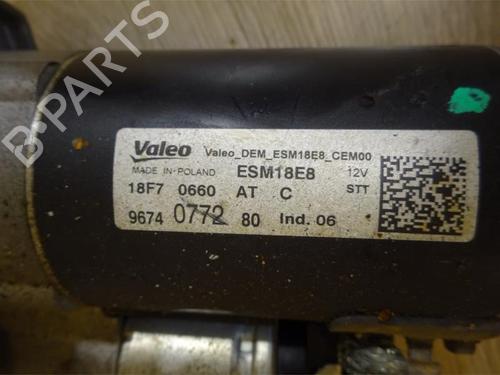 B-PARTS
Valeo Valeo_DEM_ESM18E8_CEM00
MADE IN POLAND ESM18E8 12V
18F7 0660 AT C STT
9674 0772 80 Ind. 06